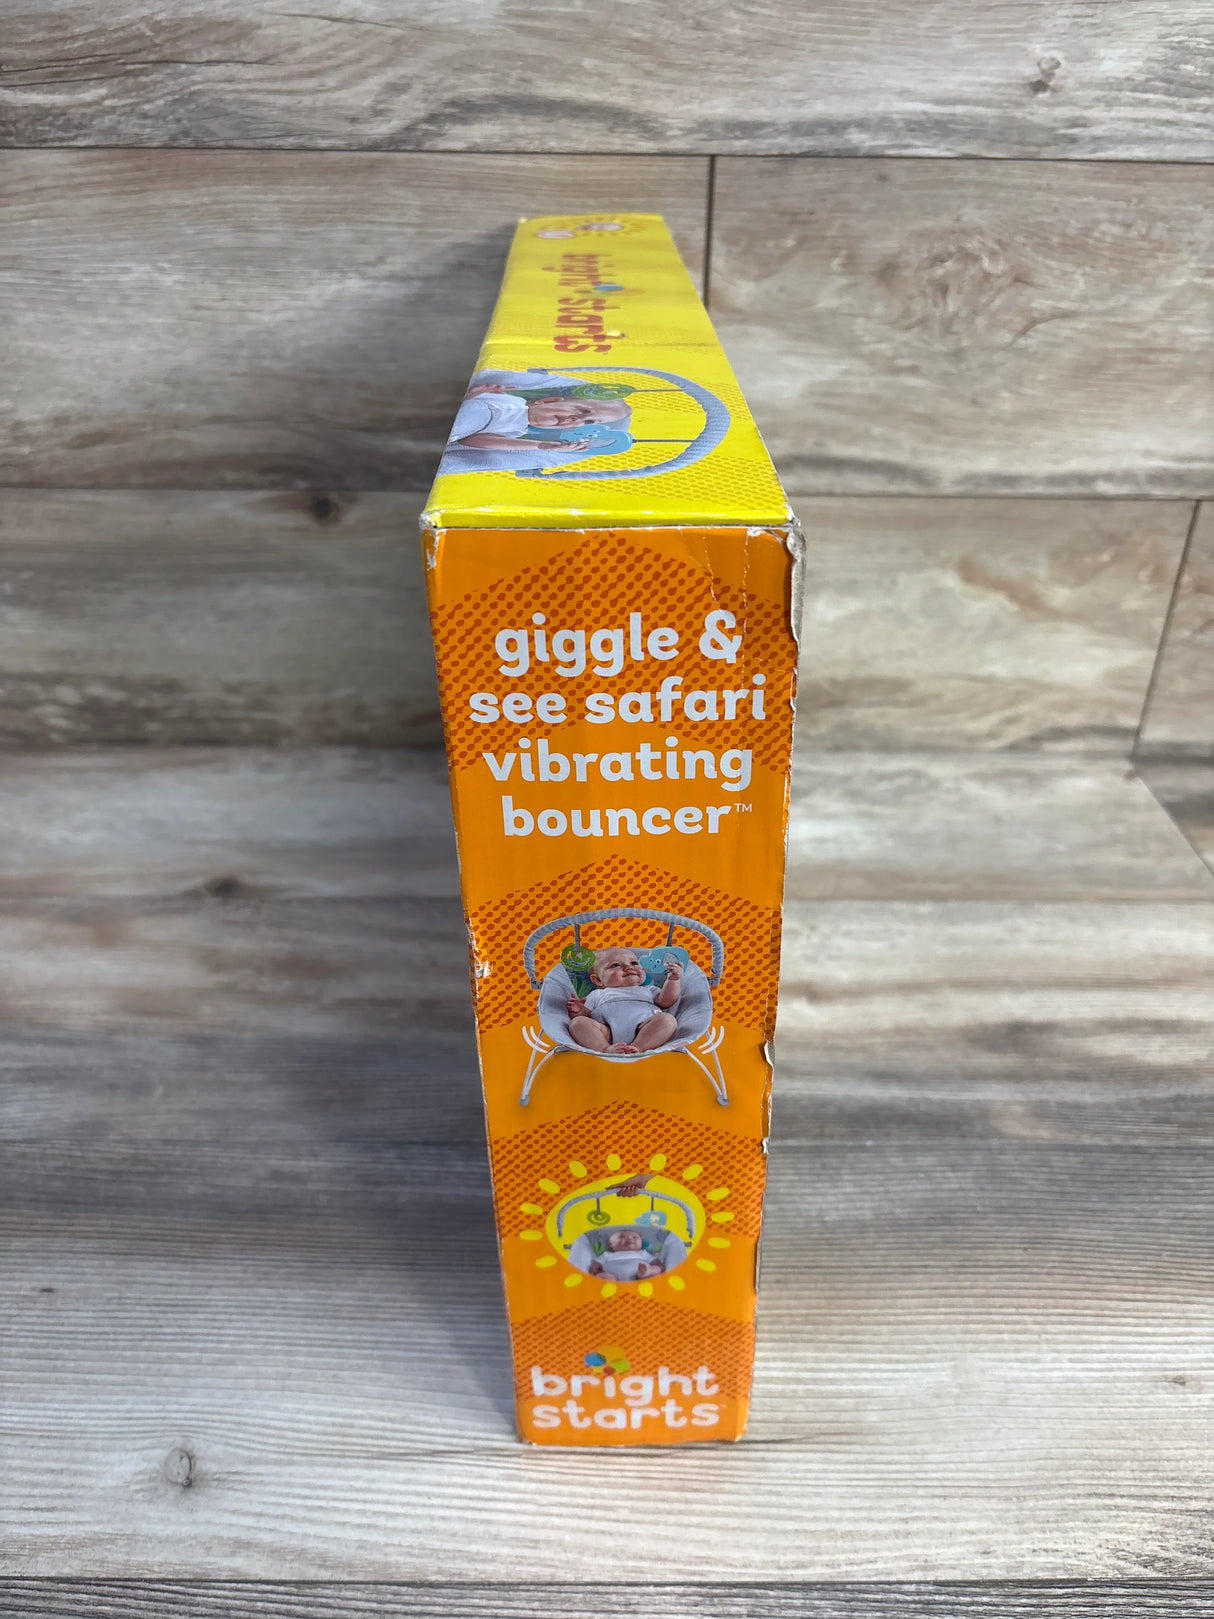 bright starts
giggle &
see safari
vibrating
bouncer™
bright
starts